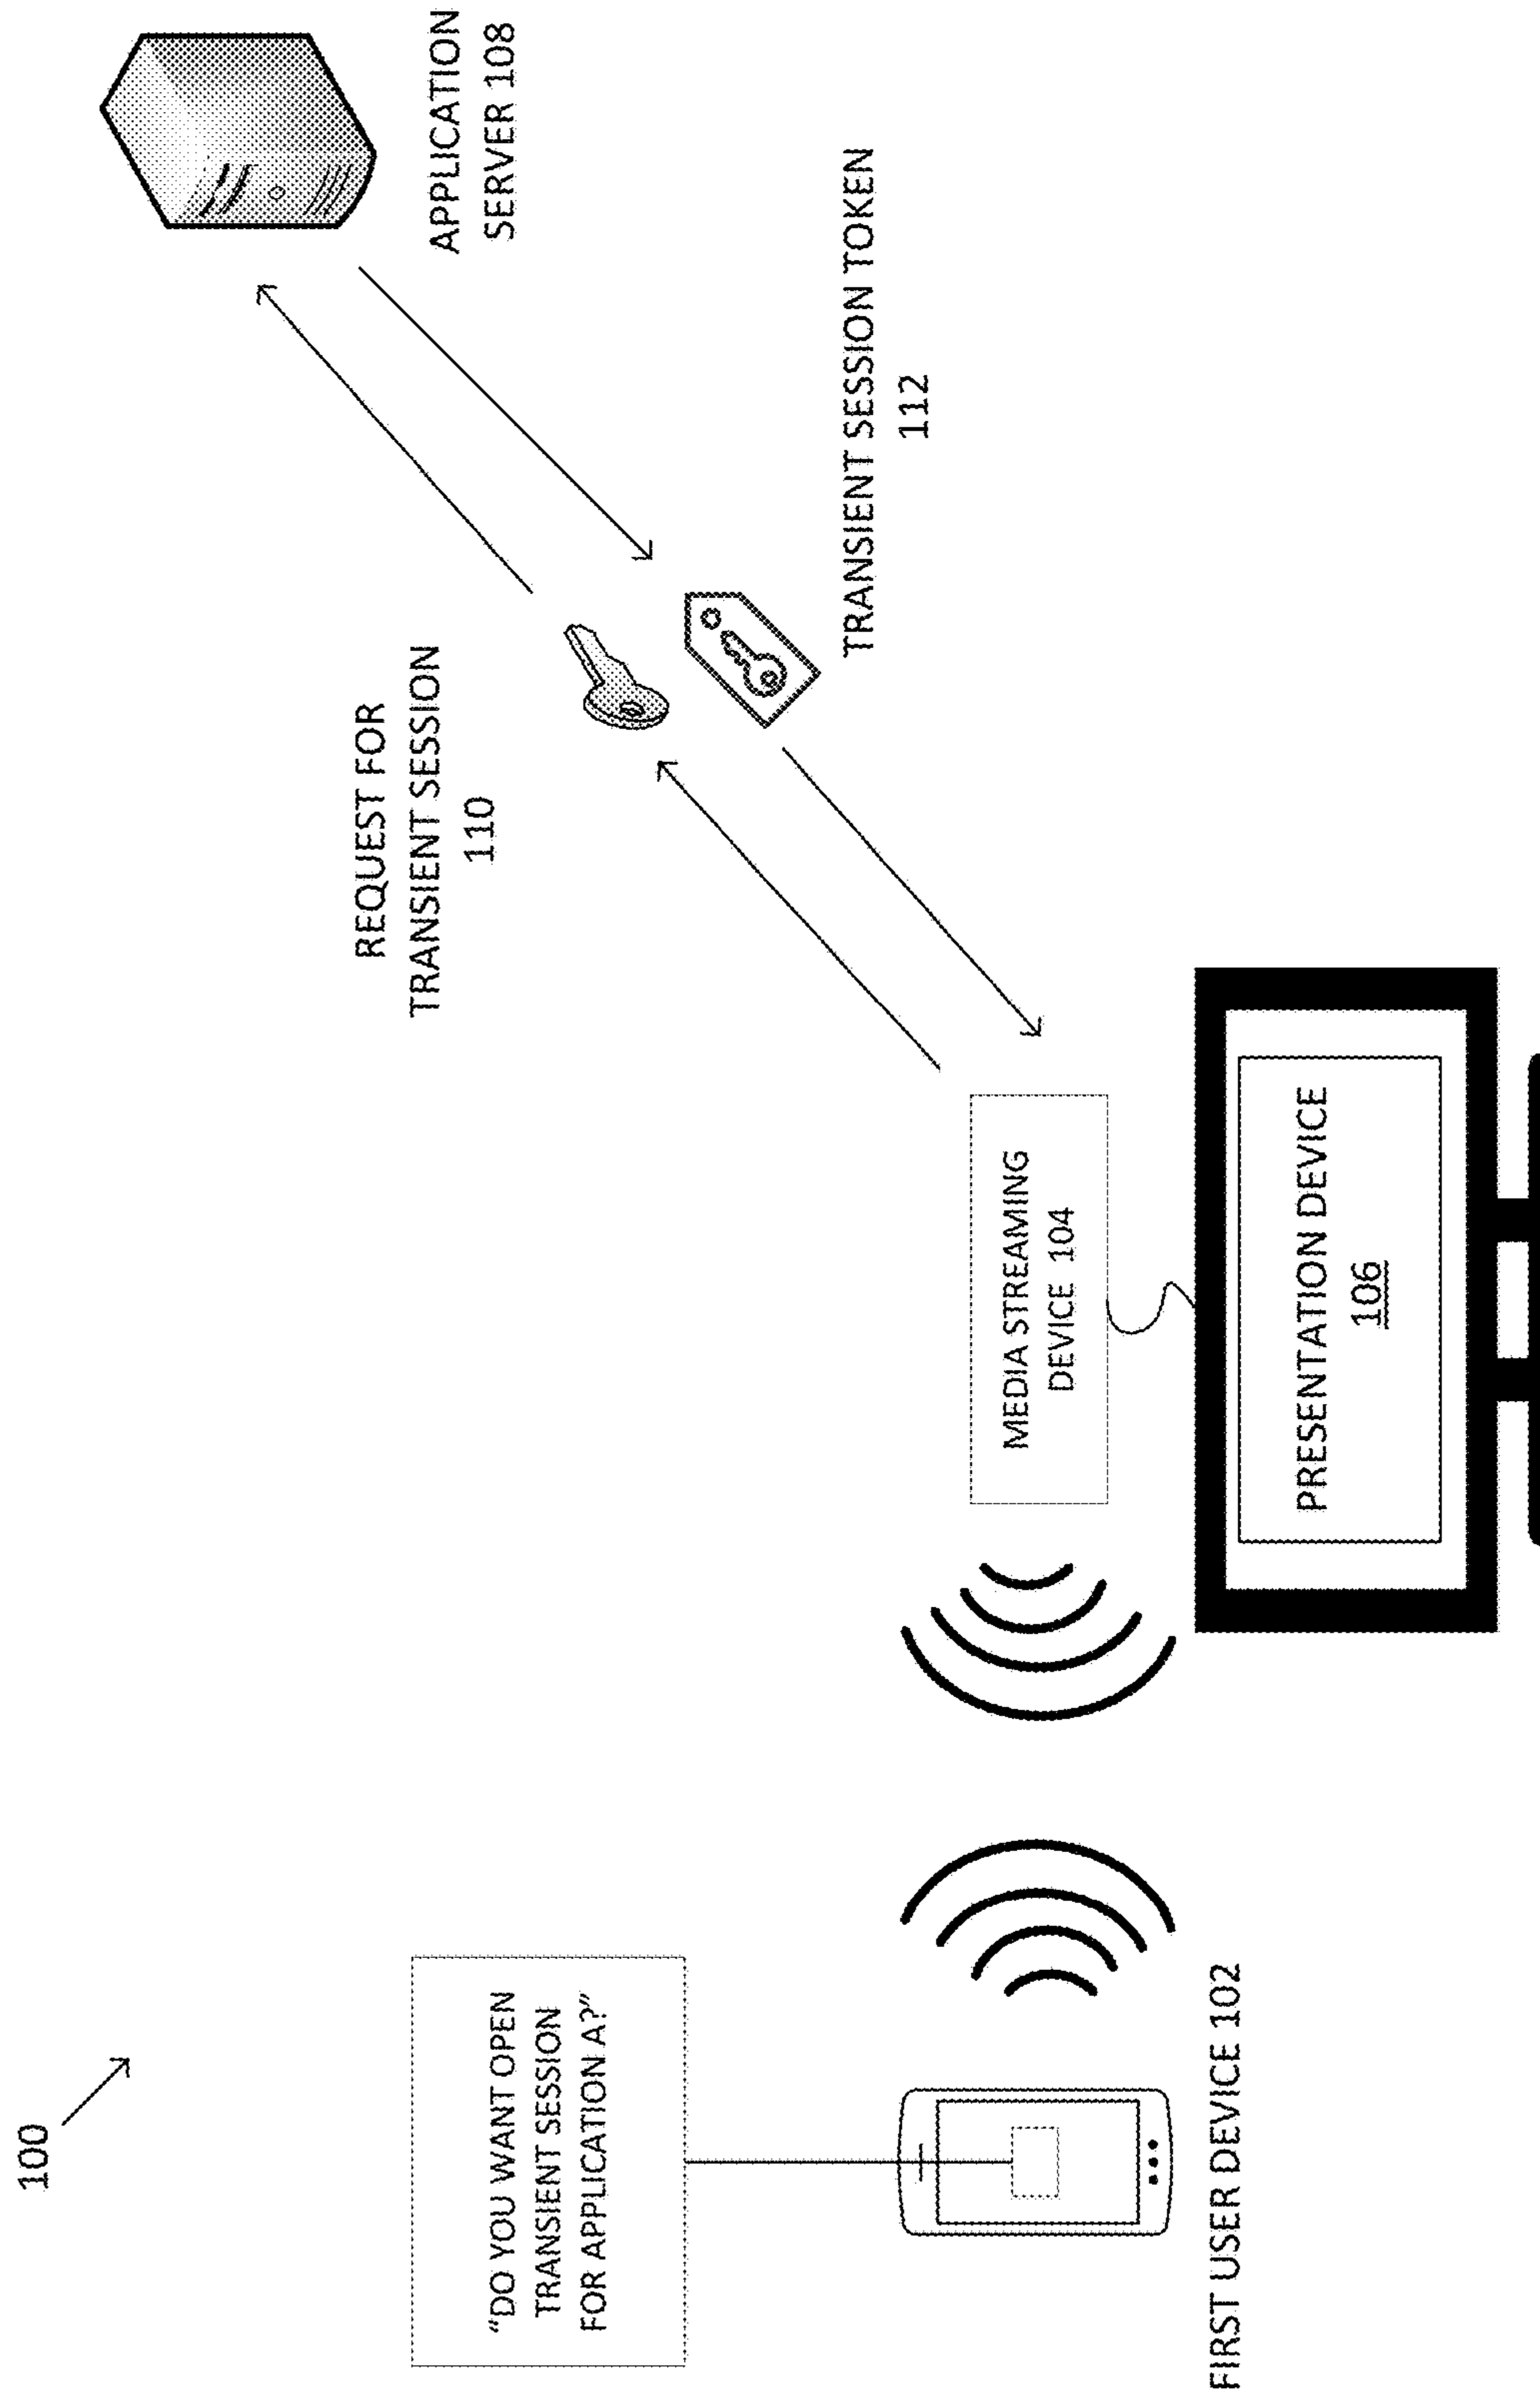 100
"DO YOU WANT OPEN
TRANSIENT SESSION
FOR APPLICATION A?"
FIRST USER DEVICE 102
MEDIA STREAMING
DEVICE 104
PRESENTATION DEVICE
106
REQUEST FOR
TRANSIENT SESSION
110
TRANSIENT SESSION TOKEN
112
APPLICATION
SERVER 108